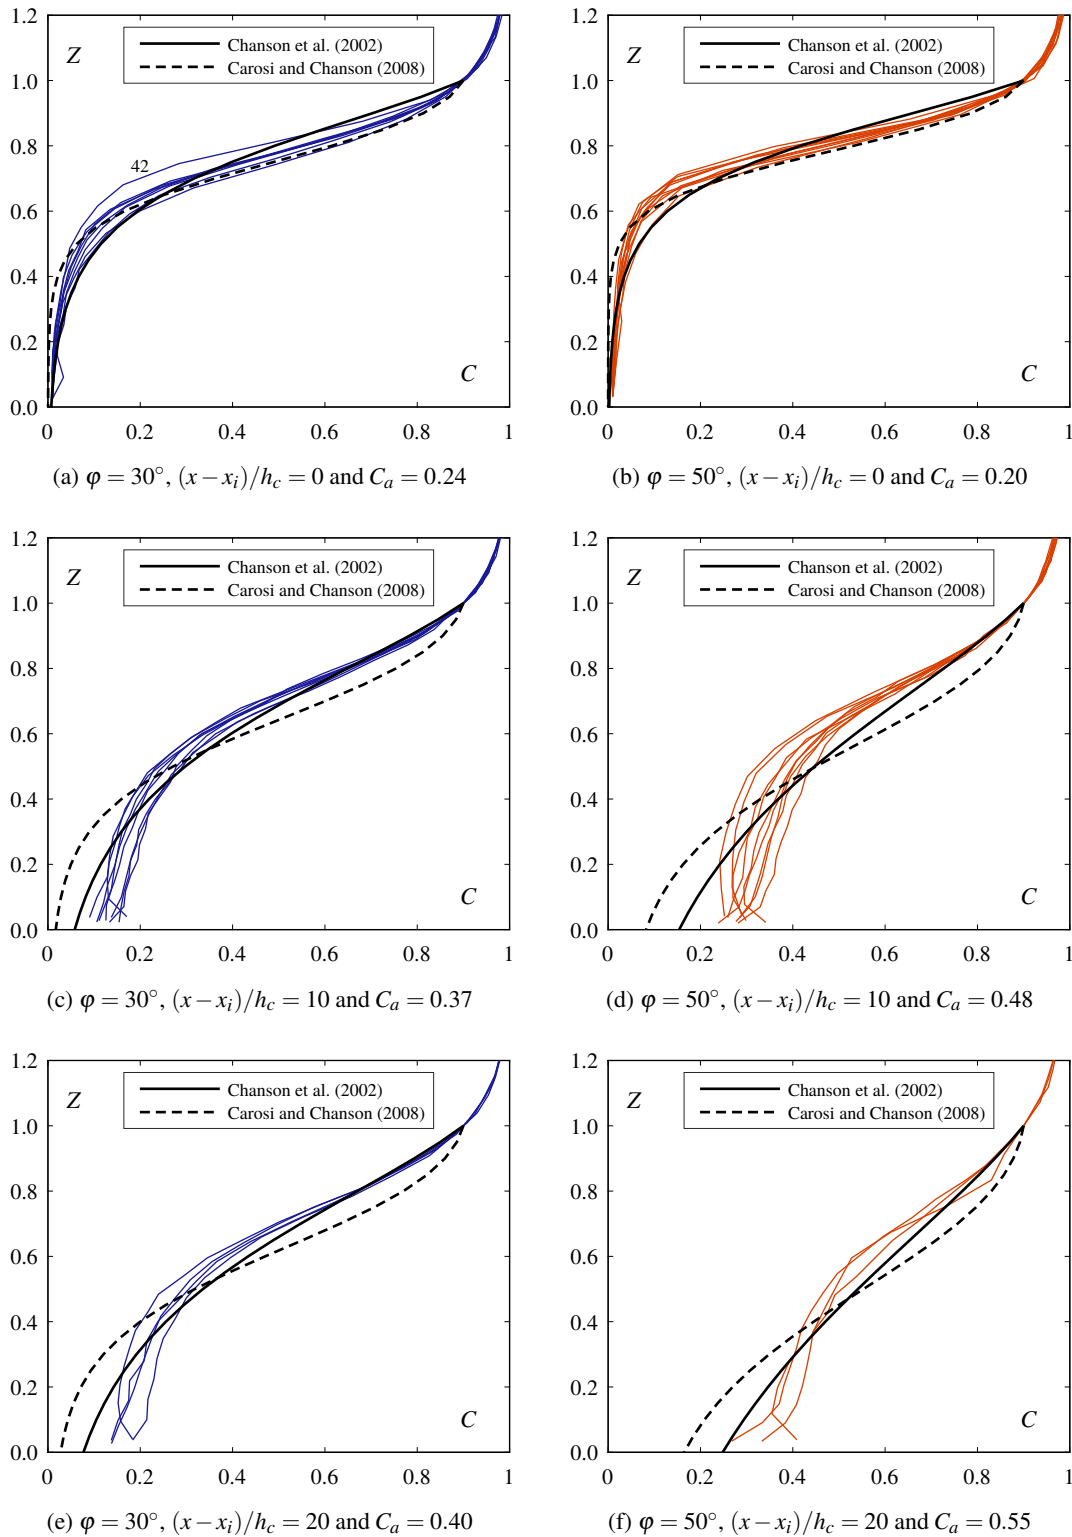 1.2
Z
Chanson et al. (2002)
Carosi and Chanson (2008)
1.0
0.8
42
0.6
0.4
0.2
C
0.0
0 0.2 0.4 0.6 0.8 1
(a) φ = 30°, (x − x_i)/h_c = 0 and C_a = 0.24
1.2
Z
Chanson et al. (2002)
Carosi and Chanson (2008)
1.0
0.8
0.6
0.4
0.2
C
0.0
0 0.2 0.4 0.6 0.8 1
(b) φ = 50°, (x − x_i)/h_c = 0 and C_a = 0.20
1.2
Z
Chanson et al. (2002)
Carosi and Chanson (2008)
1.0
0.8
0.6
0.4
0.2
C
0.0
0 0.2 0.4 0.6 0.8 1
(c) φ = 30°, (x − x_i)/h_c = 10 and C_a = 0.37
1.2
Z
Chanson et al. (2002)
Carosi and Chanson (2008)
1.0
0.8
0.6
0.4
0.2
C
0.0
0 0.2 0.4 0.6 0.8 1
(d) φ = 50°, (x − x_i)/h_c = 10 and C_a = 0.48
1.2
Z
Chanson et al. (2002)
Carosi and Chanson (2008)
1.0
0.8
0.6
0.4
0.2
C
0.0
0 0.2 0.4 0.6 0.8 1
(e) φ = 30°, (x − x_i)/h_c = 20 and C_a = 0.40
1.2
Z
Chanson et al. (2002)
Carosi and Chanson (2008)
1.0
0.8
0.6
0.4
0.2
C
0.0
0 0.2 0.4 0.6 0.8 1
(f) φ = 50°, (x − x_i)/h_c = 20 and C_a = 0.55